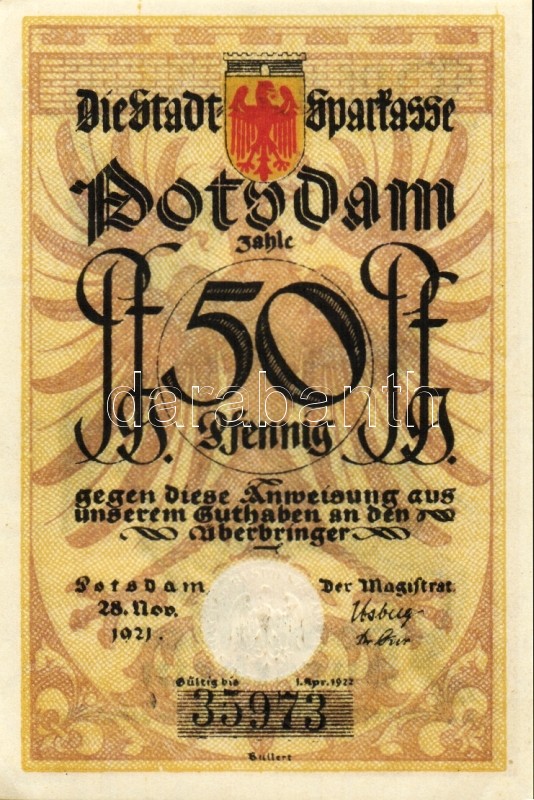 Die Stadt Sparkasse
Potsdam
zahle
Pf. 50 Pf.
Pfennig
gegen diese Anweisung aus
unserem Guthaben an den
Überbringer
Potsdam
28. Nov.
1921.
Der Magistrat
Gültig bis 1. Apr. 1922
35973
darabanth